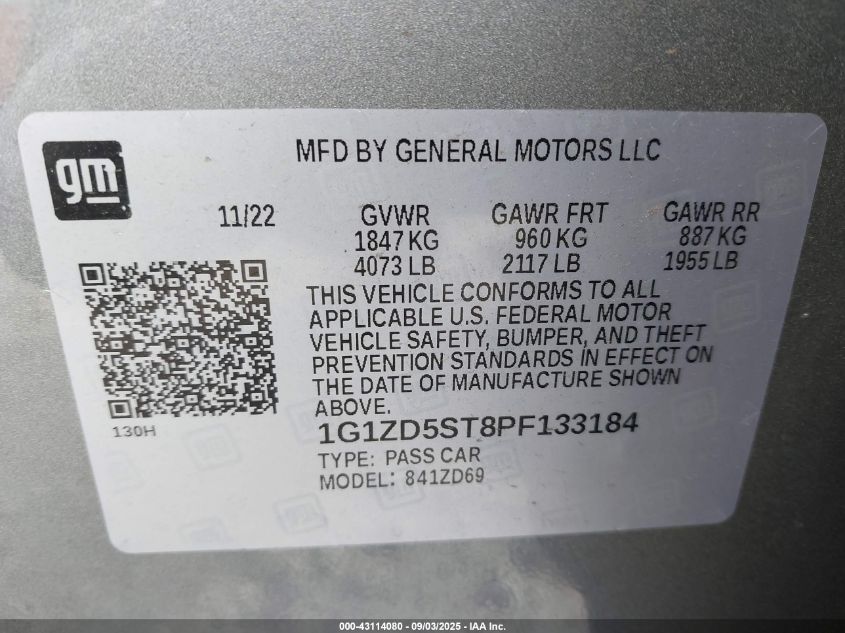 gm
MFD BY GENERAL MOTORS LLC
11/22 GVWR GAWR FRT GAWR RR
1847 KG 960 KG 887 KG
4073 LB 2117 LB 1955 LB
THIS VEHICLE CONFORMS TO ALL
APPLICABLE U.S. FEDERAL MOTOR
VEHICLE SAFETY, BUMPER, AND THEFT
PREVENTION STANDARDS IN EFFECT ON
THE DATE OF MANUFACTURE SHOWN
ABOVE.
130H
1G1ZD5ST8PF133184
TYPE: PASS CAR
MODEL: 841ZD69
000-43114080 - 09/03/2025 - IAA Inc.